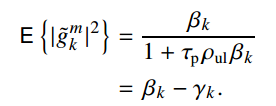 E{|g̃ₖᵐ|²} = βₖ / (1 + τₚρᵤₗβₖ)
= βₖ − γₖ.